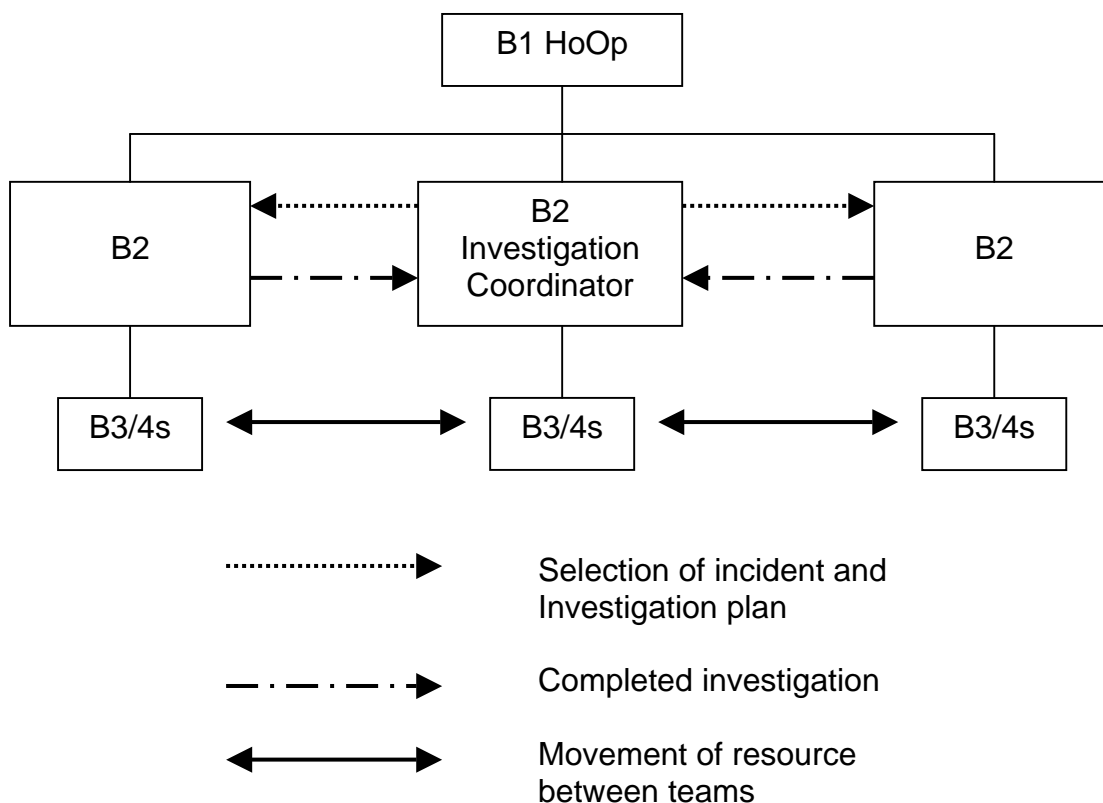 B1 HoOp
B2
B2
Investigation
Coordinator
B2
B3/4s
B3/4s
B3/4s
Selection of incident and
Investigation plan
Completed investigation
Movement of resource
between teams